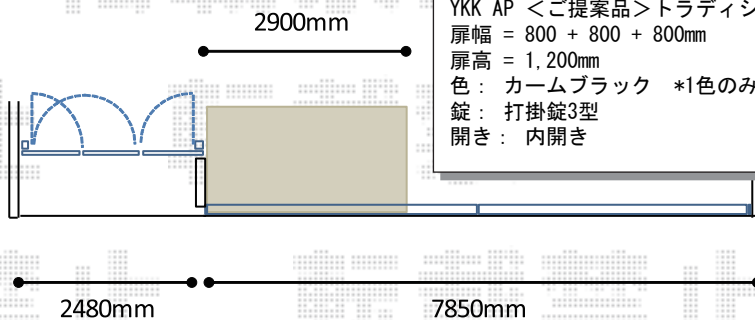 2900mm
YKK AP <ご提案品>トラディシ
扉幅 = 800 + 800 + 800mm
扉高 = 1,200mm
色： カームブラック　*1色のみ
錠： 打掛錠3型
開き： 内開き
2480mm
7850mm